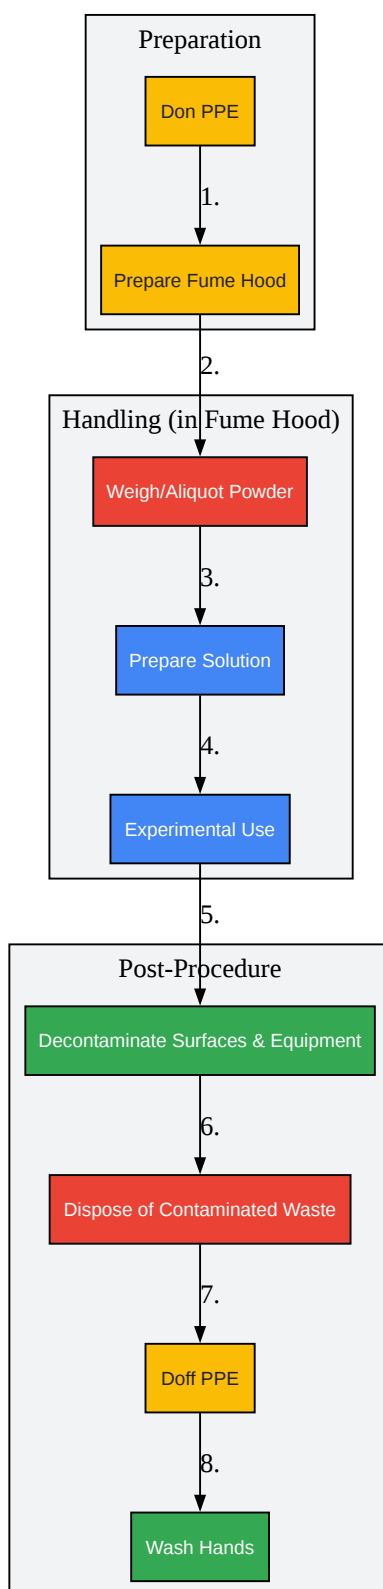 Preparation
Don PPE
1.
Prepare Fume Hood
2.
Handling (in Fume Hood)
Weigh/Aliquot Powder
3.
Prepare Solution
4.
Experimental Use
5.
Post-Procedure
Decontaminate Surfaces & Equipment
6.
Dispose of Contaminated Waste
7.
Doff PPE
8.
Wash Hands